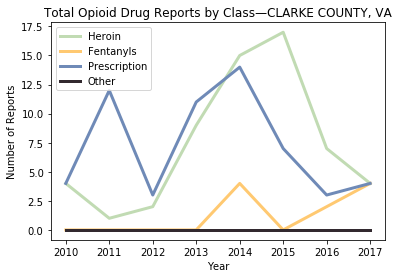 Total Opioid Drug Reports by Class—CLARKE COUNTY, VA
17.5
15.0
12.5
10.0
7.5
5.0
2.5
0.0
Number of Reports
Heroin
Fentanyls
Prescription
Other
2010 2011 2012 2013 2014 2015 2016 2017
Year